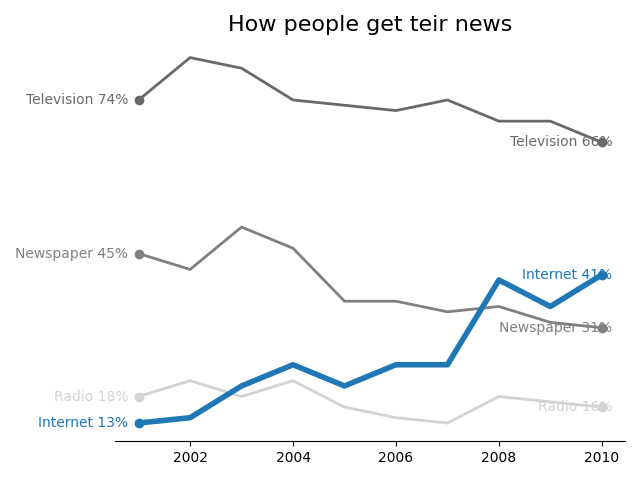 How people get teir news
Television 74%
Television 66%
Newspaper 45%
Internet 41%
Newspaper 31%
Radio 18%
Radio 16%
Internet 13%
2002 2004 2006 2008 2010